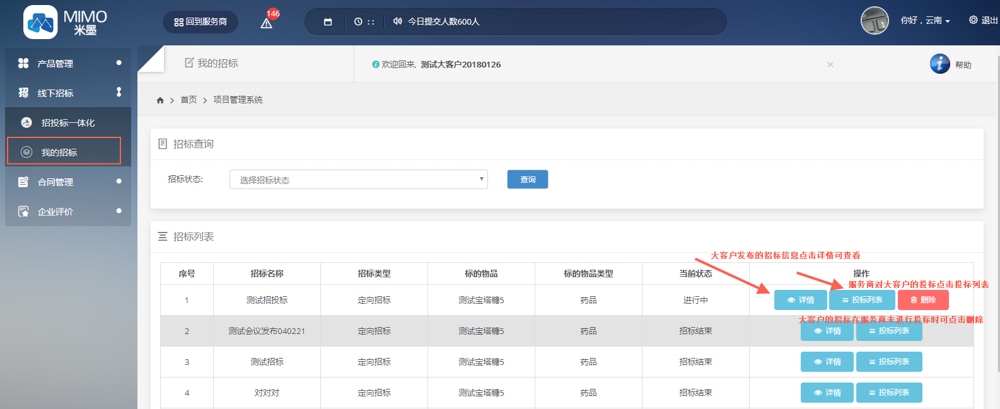 MIMO
米墨
回到服务商
146
: :
今日提交人数600人
你好，云南
退出
产品管理
线下招标
招投标一体化
我的招标
合同管理
企业评价
我的招标
欢迎回来, 测试大客户20180126
×
帮助
首页 > 项目管理系统
招标查询
招标状态:
选择招标状态
查询
招标列表
大客户发布的招标信息点击详情可查看
序号 招标名称 招标类型 标的物品 标的物品类型 当前状态 操作
服务商对大客户的投标点击投标列表
1 测试招投标 定向招标 测试宝塔糖5 药品 进行中 详情 投标列表 删除
大客户的招标在服务商未进行投标时可点击删除
2 测试会议发布040221 定向招标 测试宝塔糖5 药品 招标结束 详情 投标列表
3 测试招标 定向招标 测试宝塔糖5 药品 招标结束 详情 投标列表
4 对对对 定向招标 测试宝塔糖5 药品 招标结束 详情 投标列表